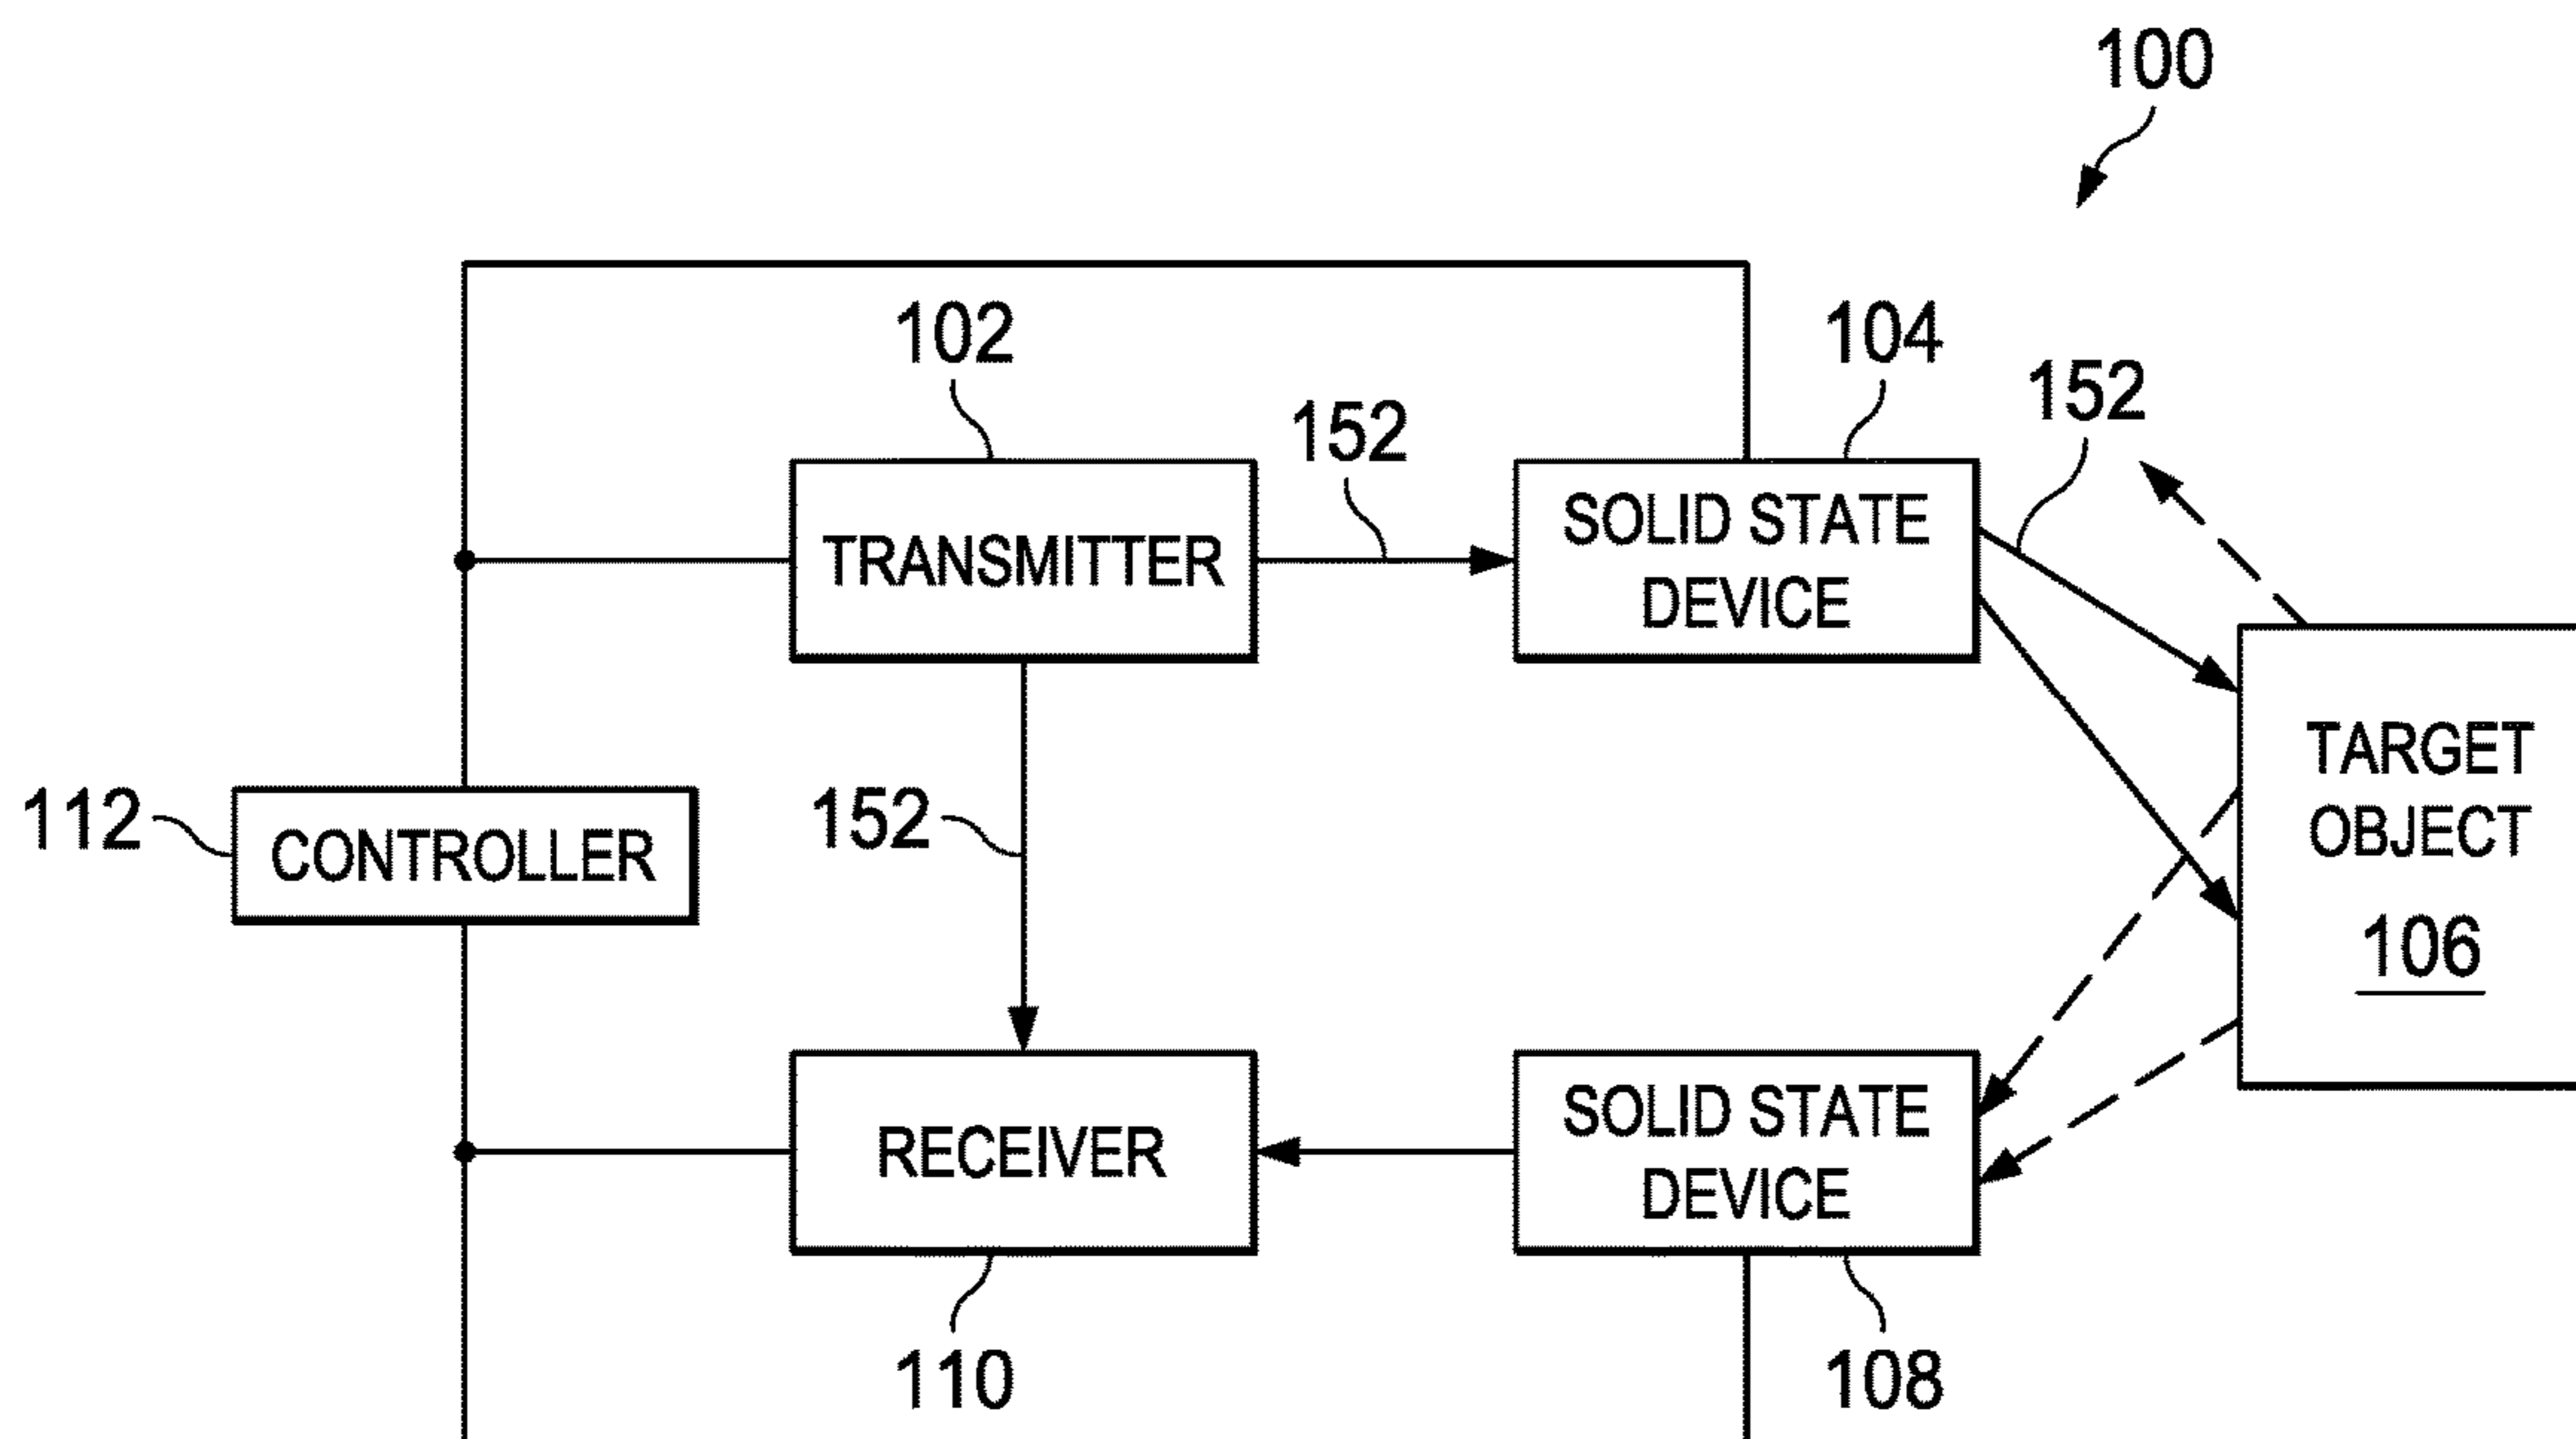 100
102
104
152
152
TRANSMITTER
SOLID STATE
DEVICE
112
CONTROLLER
152
TARGET
OBJECT
106
RECEIVER
SOLID STATE
DEVICE
110
108